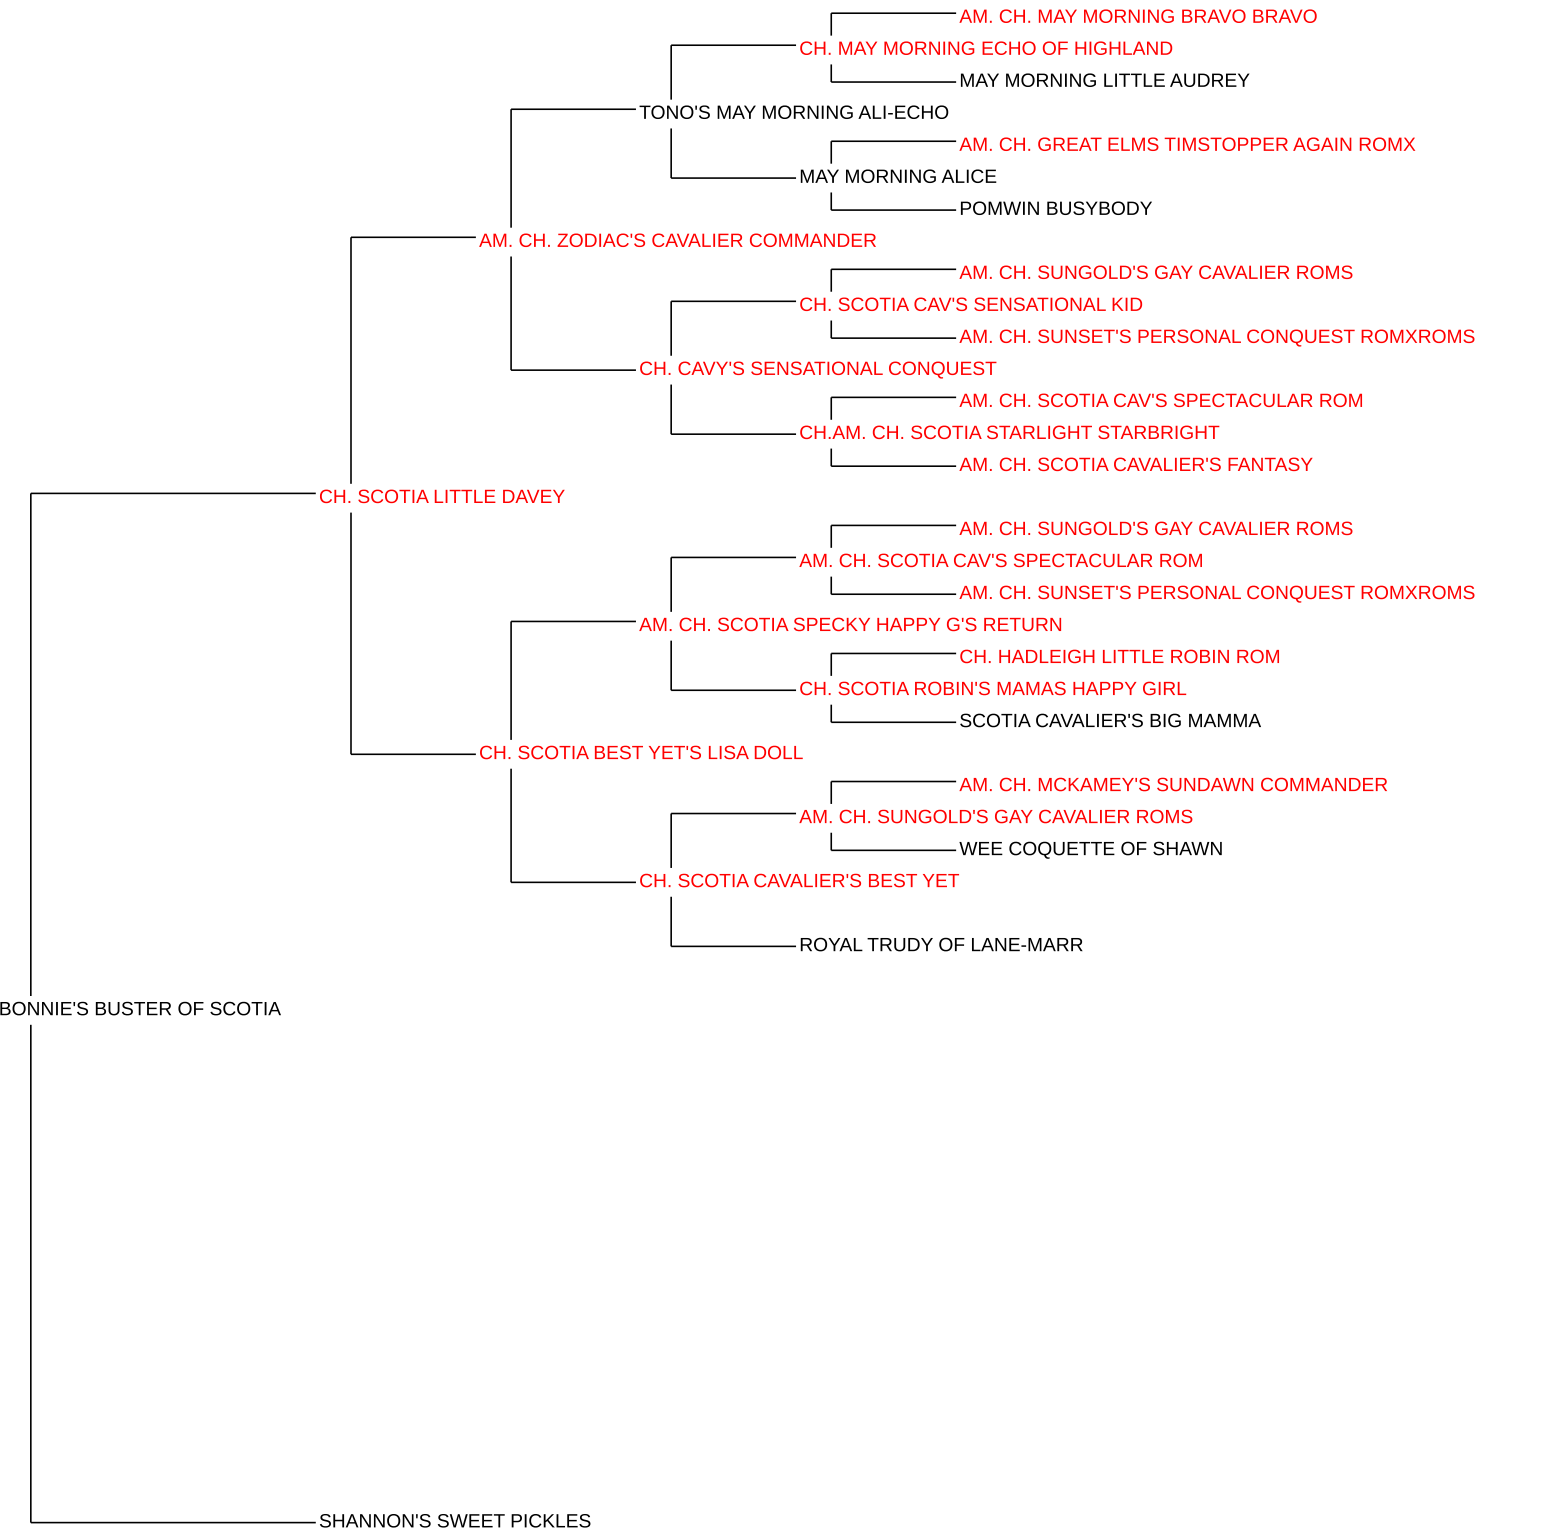 AM. CH. MAY MORNING BRAVO BRAVO
CH. MAY MORNING ECHO OF HIGHLAND
MAY MORNING LITTLE AUDREY
TONO'S MAY MORNING ALI-ECHO
AM. CH. GREAT ELMS TIMSTOPPER AGAIN ROMX
MAY MORNING ALICE
POMWIN BUSYBODY
AM. CH. ZODIAC'S CAVALIER COMMANDER
AM. CH. SUNGOLD'S GAY CAVALIER ROMS
CH. SCOTIA CAV'S SENSATIONAL KID
AM. CH. SUNSET'S PERSONAL CONQUEST ROMXROMS
CH. CAVY'S SENSATIONAL CONQUEST
AM. CH. SCOTIA CAV'S SPECTACULAR ROM
CH.AM. CH. SCOTIA STARLIGHT STARBRIGHT
AM. CH. SCOTIA CAVALIER'S FANTASY
CH. SCOTIA LITTLE DAVEY
AM. CH. SUNGOLD'S GAY CAVALIER ROMS
AM. CH. SCOTIA CAV'S SPECTACULAR ROM
AM. CH. SUNSET'S PERSONAL CONQUEST ROMXROMS
AM. CH. SCOTIA SPECKY HAPPY G'S RETURN
CH. HADLEIGH LITTLE ROBIN ROM
CH. SCOTIA ROBIN'S MAMAS HAPPY GIRL
SCOTIA CAVALIER'S BIG MAMMA
CH. SCOTIA BEST YET'S LISA DOLL
AM. CH. MCKAMEY'S SUNDAWN COMMANDER
AM. CH. SUNGOLD'S GAY CAVALIER ROMS
WEE COQUETTE OF SHAWN
CH. SCOTIA CAVALIER'S BEST YET
ROYAL TRUDY OF LANE-MARR
BONNIE'S BUSTER OF SCOTIA
SHANNON'S SWEET PICKLES